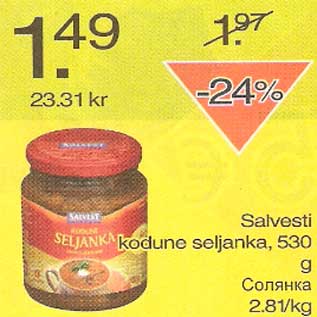 1.49
1.97
23.31 kr
-24%
SALVEST
KODUNE
SELJANKA
Salvesti
kodune seljanka, 530
g
Солянка
2.81/kg